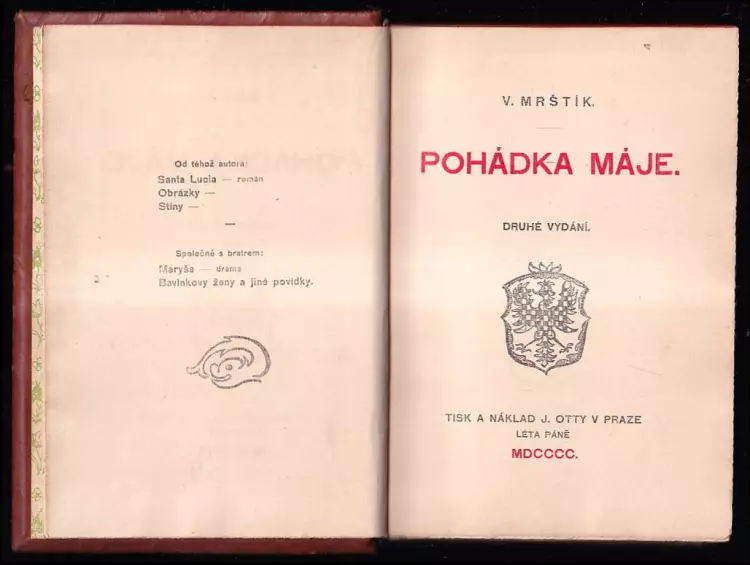 Od téhož autora:
Santa Lucia — román
Obrázky —
Stíny —
Společně s bratrem:
Maryša — drama
Bavlnkovy ženy a jiné povídky.
V. MRŠTÍK.
POHÁDKA MÁJE.
DRUHÉ VYDÁNÍ.
TISK A NÁKLAD J. OTTY V PRAZE
LÉTA PÁNĚ
MDCCCC.